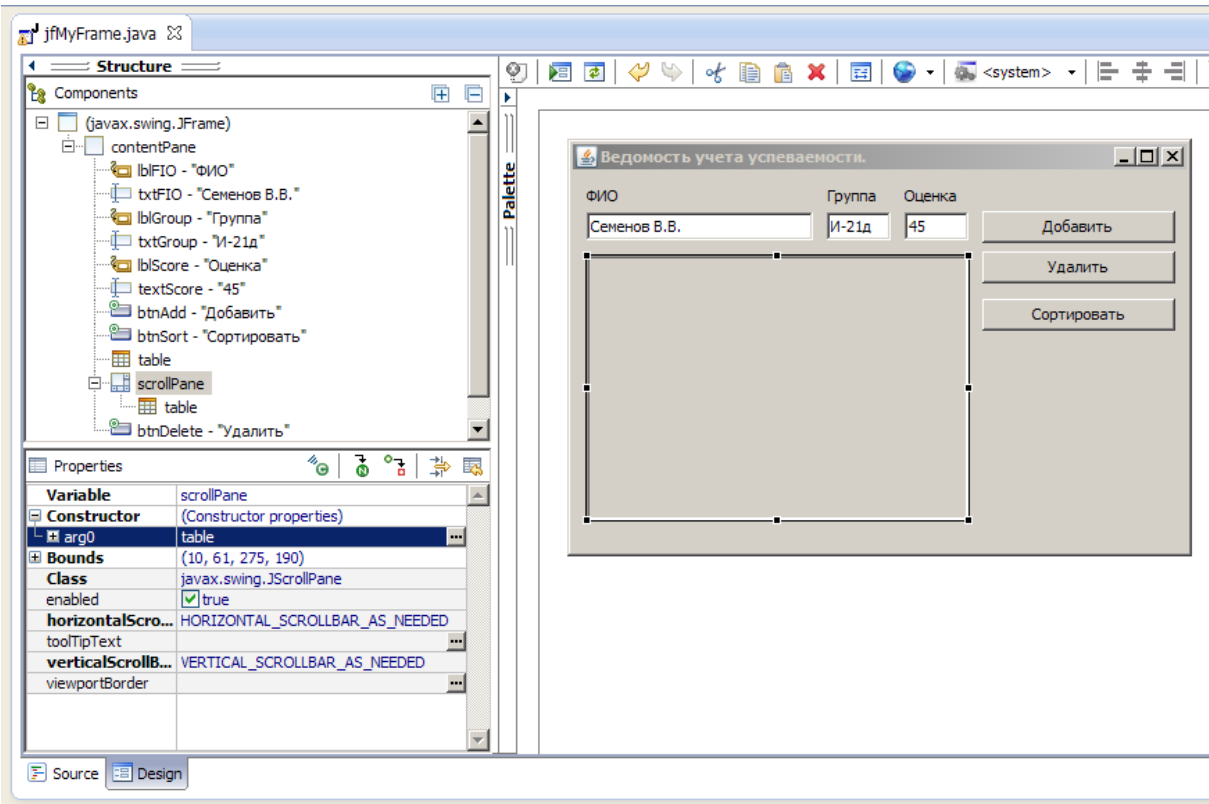 jfMyFrame.java
Structure
Components
(javax.swing.JFrame)
contentPane
lblFIO - "ФИО"
txtFIO - "Семенов В.В."
lblGroup - "Группа"
txtGroup - "И-21д"
lblScore - "Оценка"
textScore - "45"
btnAdd - "Добавить"
btnSort - "Сортировать"
table
scrollPane
table
btnDelete - "Удалить"
Properties
Variable scrollPane
Constructor (Constructor properties)
arg0 table
Bounds (10, 61, 275, 190)
Class javax.swing.JScrollPane
enabled true
horizontalScro... HORIZONTAL_SCROLLBAR_AS_NEEDED
toolTipText
verticalScrollB... VERTICAL_SCROLLBAR_AS_NEEDED
viewportBorder
Source Design
Palette
<system>
Ведомость учета успеваемости.
ФИО Группа Оценка
Семенов В.В. И-21д 45 Добавить
Удалить
Сортировать